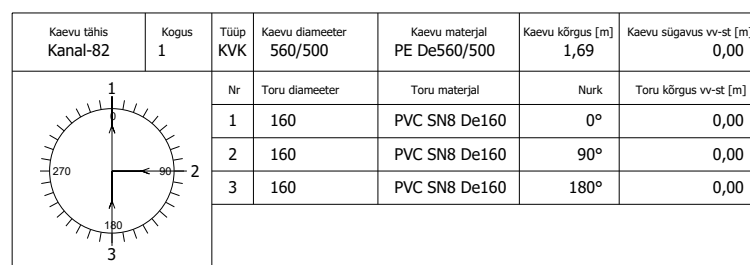 Kaevu tähis Kogus Tüüp Kaevu diameeter Kaevu materjal Kaevu kõrgus [m] Kaevu sügavus vv-st [m]
Kanal-82 1 KVK 560/500 PE De560/500 1,69 0,00
Nr Toru diameeter Toru materjal Nurk Toru kõrgus vv-st [m]
1 160 PVC SN8 De160 0° 0,00
2 160 PVC SN8 De160 90° 0,00
3 160 PVC SN8 De160 180° 0,00
1
0
270 90 2
180
3